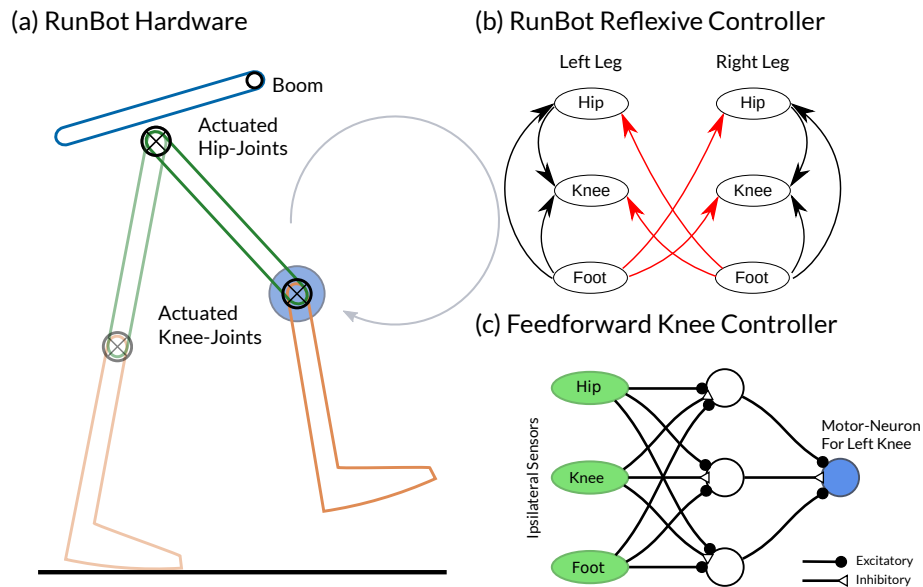 (a) RunBot Hardware
Boom
Actuated
Hip-Joints
Actuated
Knee-Joints
(b) RunBot Reflexive Controller
Left Leg
Right Leg
Hip
Hip
Knee
Knee
Foot
Foot
(c) Feedforward Knee Controller
Ipsilateral Sensors
Hip
Knee
Foot
Motor-Neuron
For Left Knee
Excitatory
Inhibitory